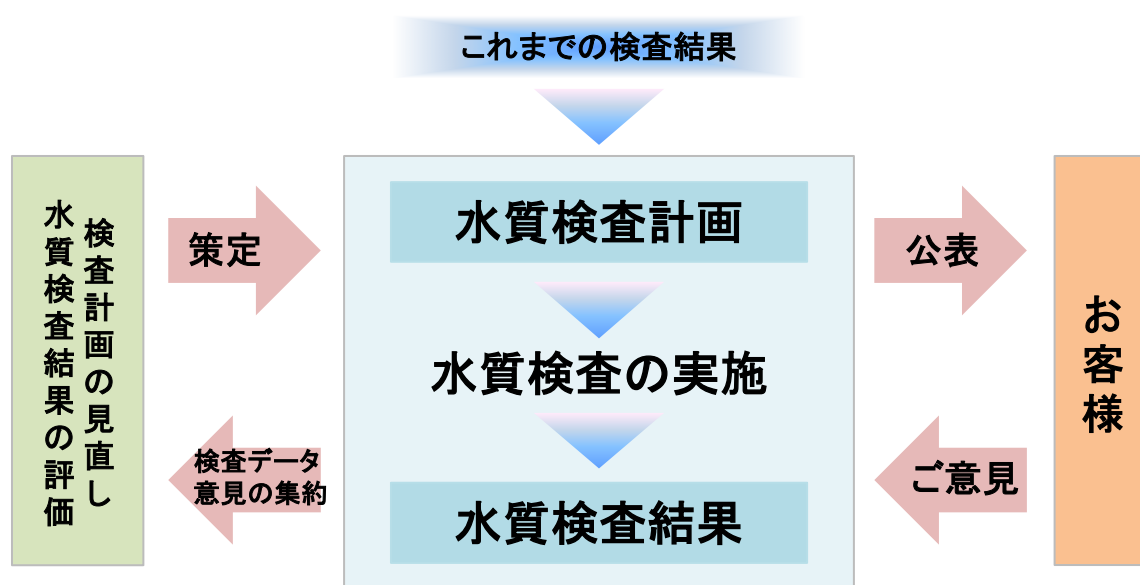 これまでの検査結果
検査計画の見直し
水質検査結果の評価
策定
水質検査計画
公表
お客様
水質検査の実施
検査データ
意見の集約
水質検査結果
ご意見